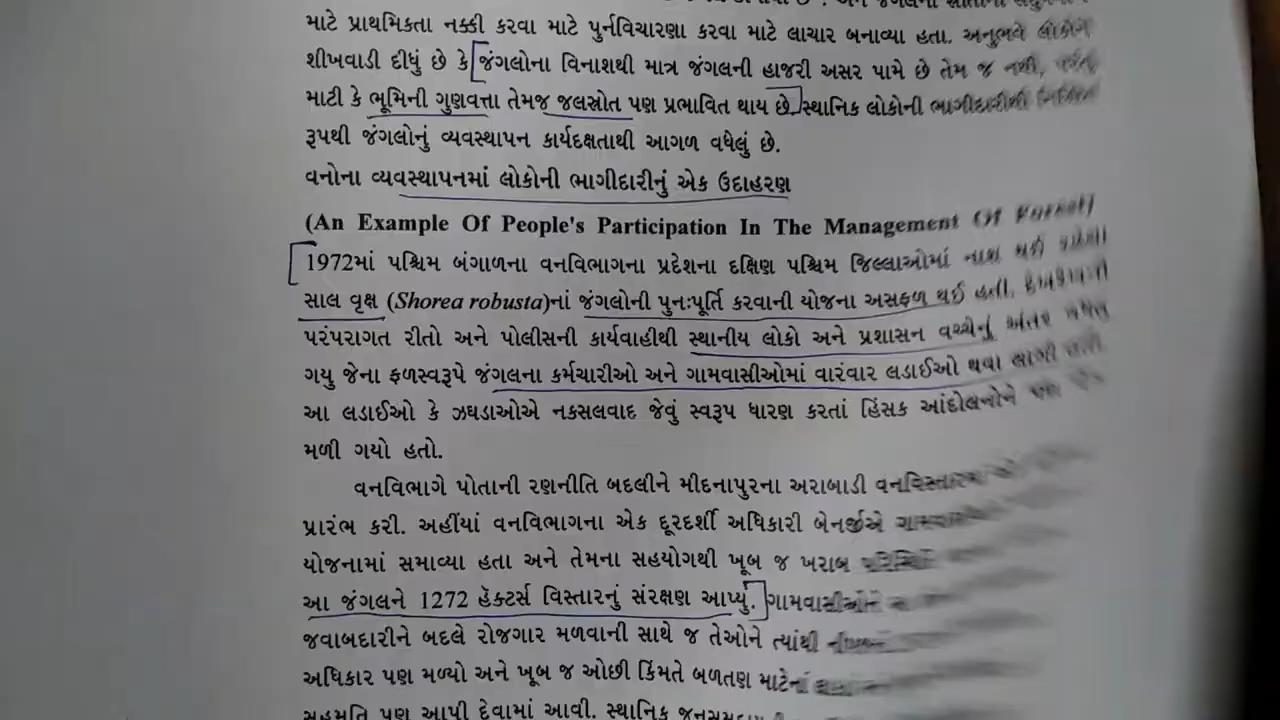 માટે પ્રાથમિકતા નક્કી કરવા માટે પુર્નવિચારણા કરવા માટે લાચાર બનાવ્યા હતા. અનુભવે લોકોને
શીખવાડી દીધું છે કે જંગલોના વિનાશથી માત્ર જંગલની હાજરી અસર પામે છે તેમ જ નથી, પરંતુ
માટી કે ભૂમિની ગુણવત્તા તેમજ જલસ્રોત પણ પ્રભાવિત થાય છે. સ્થાનિક લોકોની ભાગીદારીની
રૂપથી જંગલોનું વ્યવસ્થાપન કાર્યદક્ષતાથી આગળ વધેલું છે.
વનોના વ્યવસ્થાપનમાં લોકોની ભાગીદારીનું એક ઉદાહરણ
(An Example Of People's Participation In The Management Of Forest)
1972માં પશ્ચિમ બંગાળના વનવિભાગના પ્રદેશના દક્ષિણ પશ્ચિમ જિલ્લાઓમાં નાશ થઈ
સાલ વૃક્ષ (Shorea robusta)નાં જંગલોની પુનઃપૂર્તિ કરવાની યોજના અસફળ થઈ હતી.
પરંપરાગત રીતો અને પોલીસની કાર્યવાહીથી સ્થાનીય લોકો અને પ્રશાસન વચ્ચેનું અંતર
ગયુ જેના ફળસ્વરૂપે જંગલના કર્મચારીઓ અને ગામવાસીઓમાં વારંવાર લડાઈઓ થવા લાગી હતી.
આ લડાઈઓ કે ઝઘડાઓએ નકસલવાદ જેવું સ્વરૂપ ધારણ કરતાં હિંસક આંદોલનોને પણ
મળી ગયો હતો.
વનવિભાગે પોતાની રણનીતિ બદલીને મીદનાપુરના અરાબાડી વનવિસ્તારમાં
પ્રારંભ કરી. અહીંયાં વનવિભાગના એક દૂરદર્શી અધિકારી બેનર્જીએ
યોજનામાં સમાવ્યા હતા અને તેમના સહયોગથી ખૂબ જ ખરાબ
આ જંગલને 1272 હૅક્ટર્સ વિસ્તારનું સંરક્ષણ આપ્યું. ગામવાસીઓને
જવાબદારીને બદલે રોજગાર મળવાની સાથે જ તેઓને ત્યાંથી
અધિકાર પણ મળ્યો અને ખૂબ જ ઓછી કિંમતે બળતણ માટેનાં
સહમતિ પણ આપી દેવામાં આવી. સ્થાનિક